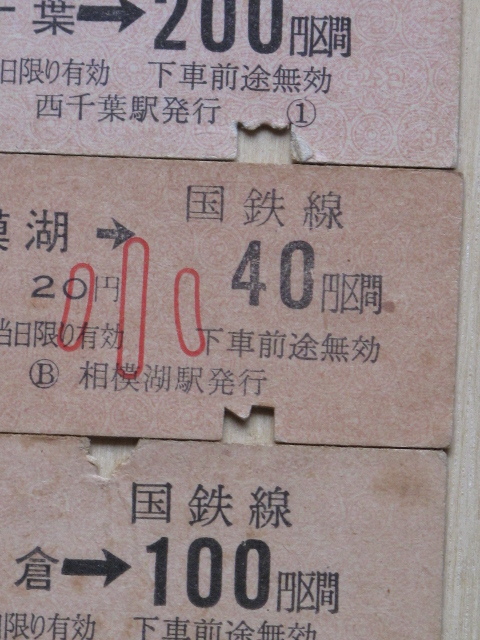 葉→200円区間
日限り有効 下車前途無効
西千葉駅発行 ①
国鉄線
模湖→40円区間
20円
小
当日限り有効 下車前途無効
Ⓑ 相模湖駅発行
国鉄線
倉→100円区間
限り有効 下車前途無効